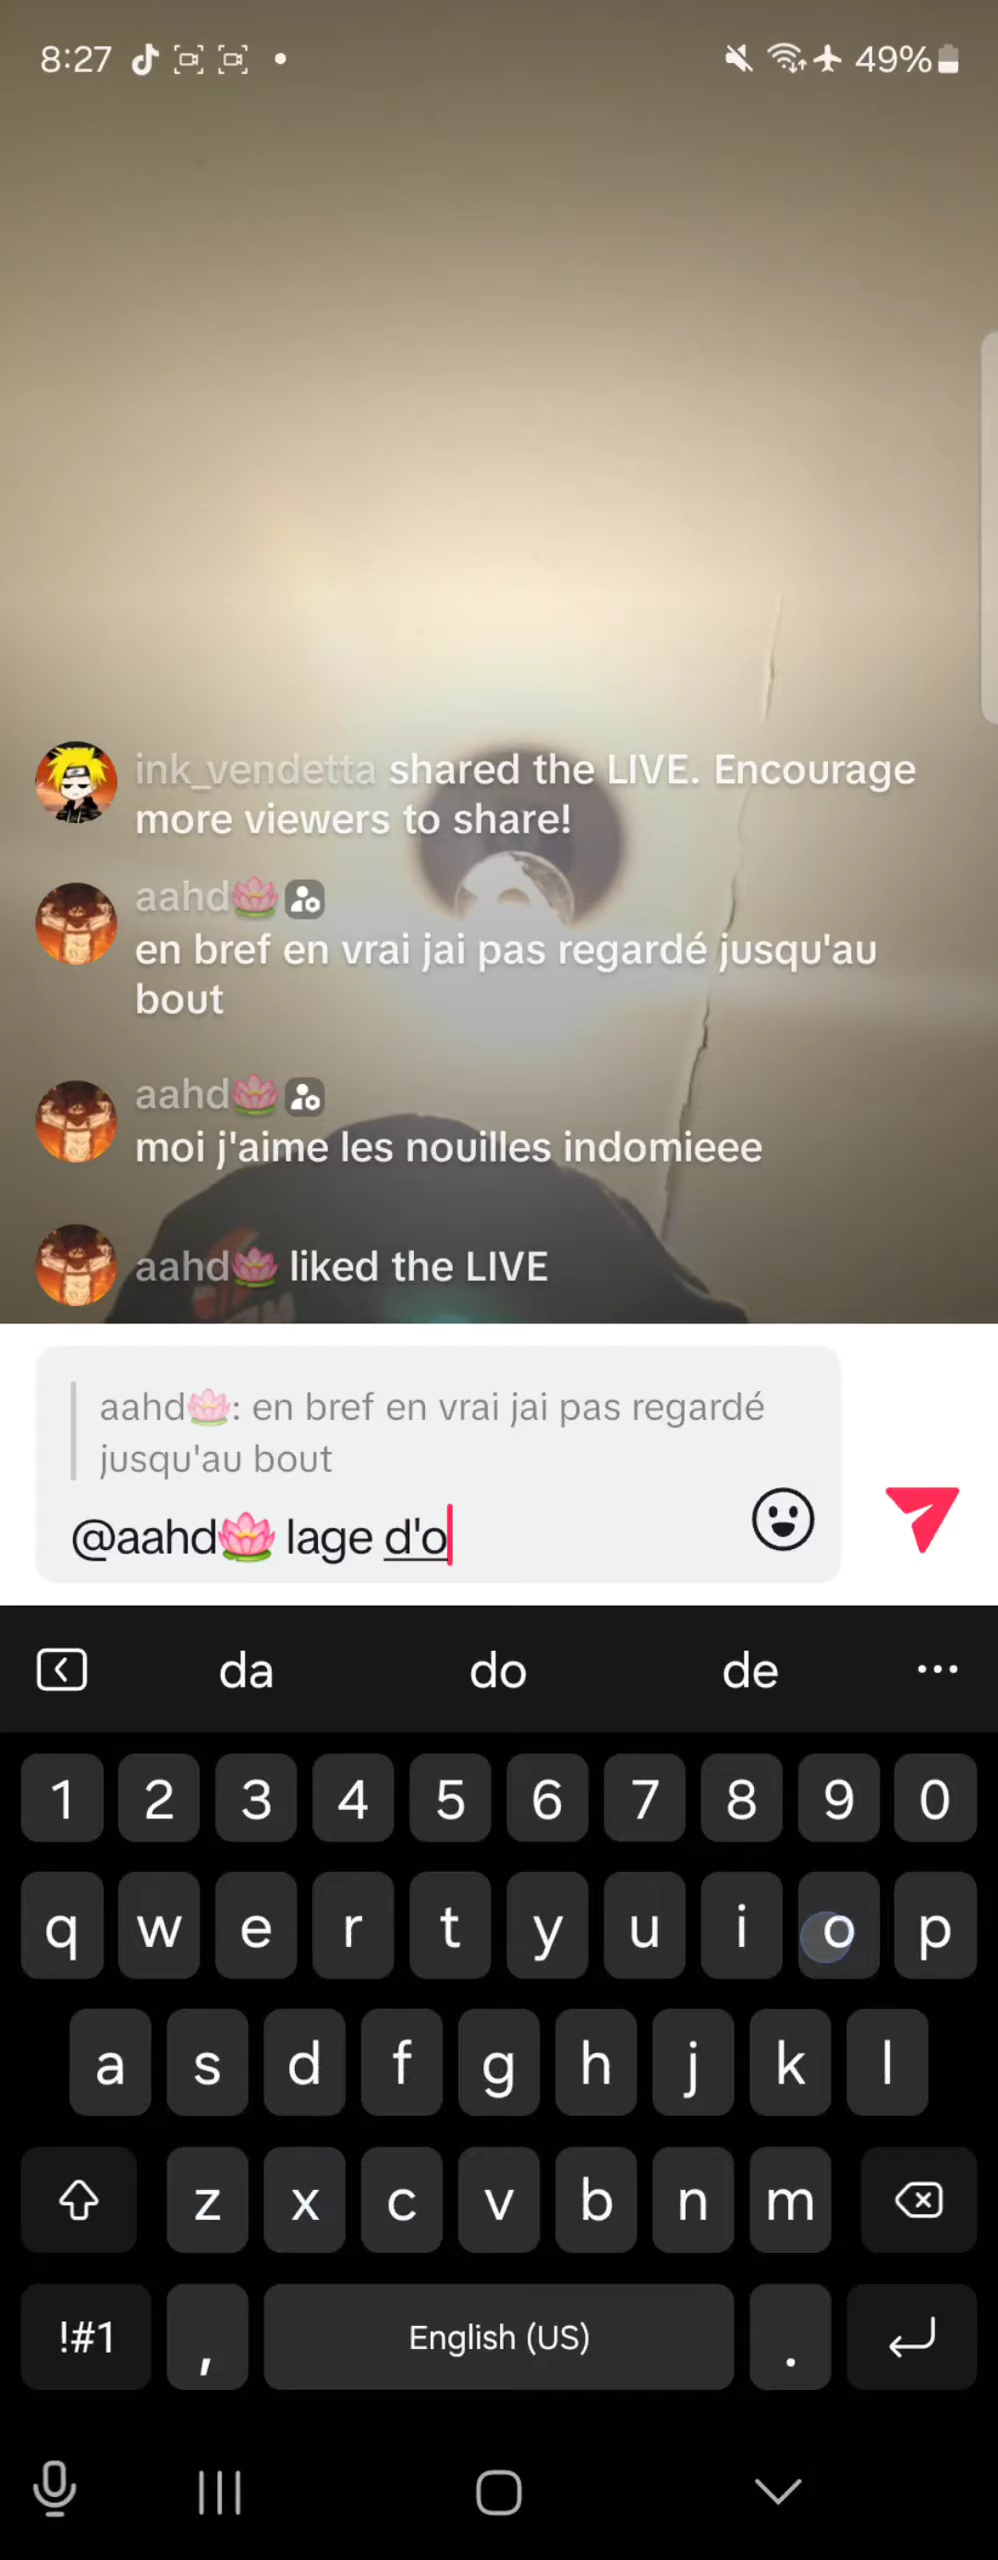 8:27
49%
ink_vendetta shared the LIVE. Encourage
more viewers to share!
aahd🪷
en bref en vrai jai pas regardé jusqu'au
bout
aahd🪷
moi j'aime les nouilles indomieee
aahd🪷 liked the LIVE
aahd🪷: en bref en vrai jai pas regardé
jusqu'au bout
@aahd🪷 lage d'o
da do de ...
1 2 3 4 5 6 7 8 9 0
q w e r t y u i o p
a s d f g h j k l
z x c v b n m
!#1 , English (US) .